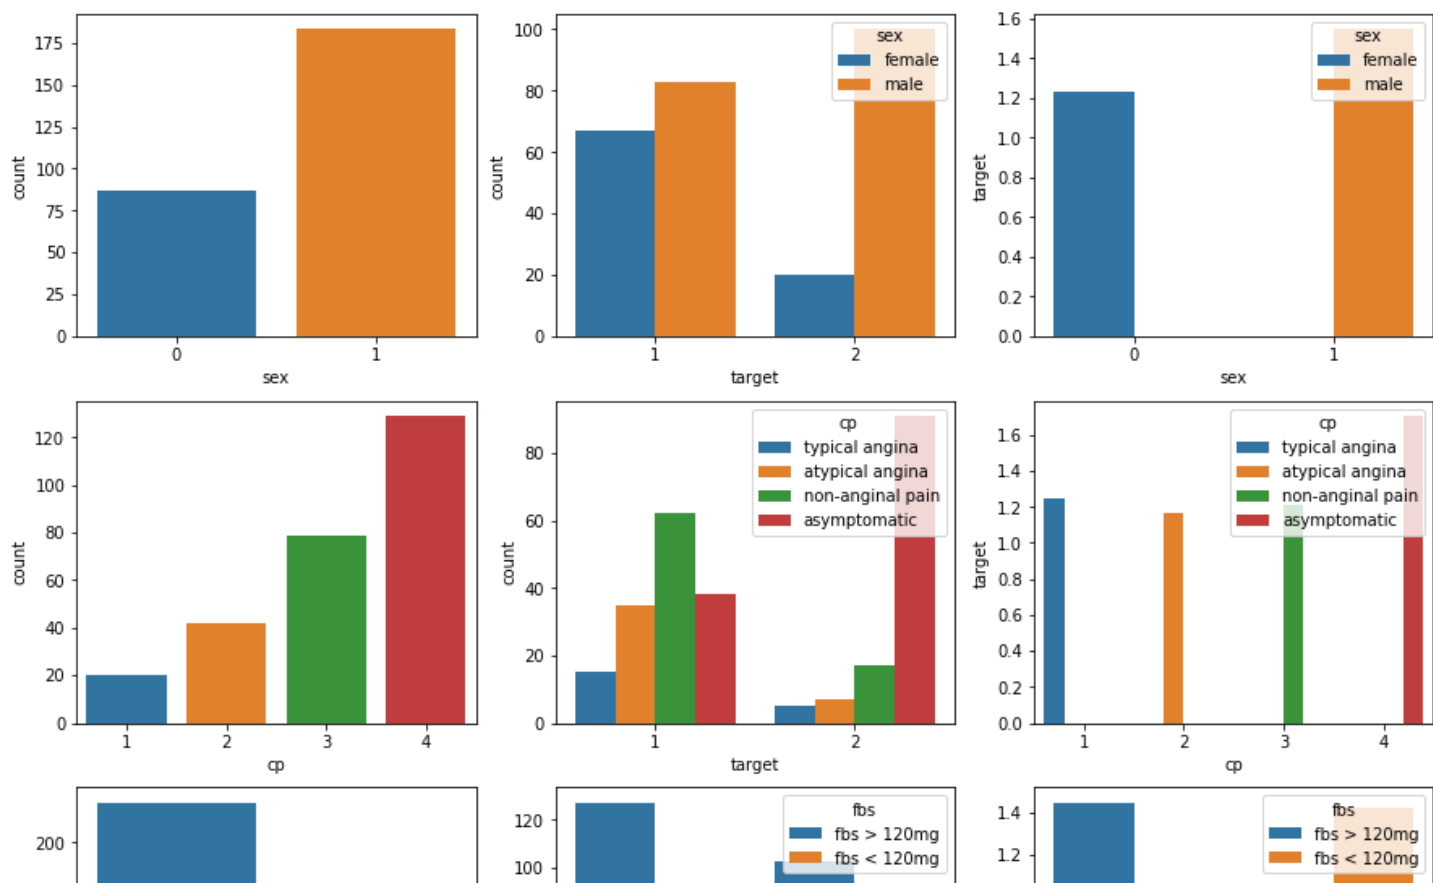 175
150
125
100
75
50
25
0
count
0 1
sex
100
80
60
40
20
0
count
sex
female
male
1 2
target
1.6
1.4
1.2
1.0
0.8
0.6
0.4
0.2
0.0
target
sex
female
male
0 1
sex
120
100
80
60
40
20
0
count
1 2 3 4
cp
80
60
40
20
0
count
cp
typical angina
atypical angina
non-anginal pain
asymptomatic
1 2
target
1.6
1.4
1.2
1.0
0.8
0.6
0.4
0.2
0.0
target
cp
typical angina
atypical angina
non-anginal pain
asymptomatic
1 2 3 4
cp
200
120
100
fbs
fbs > 120mg
fbs < 120mg
1.4
1.2
fbs
fbs > 120mg
fbs < 120mg